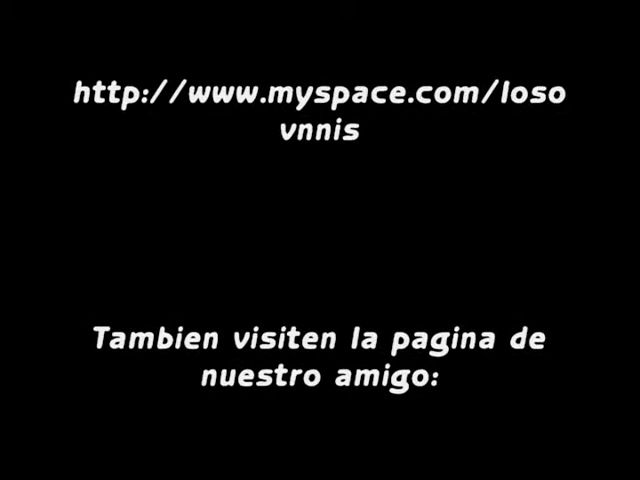 http://www.myspace.com/loso
vnnis
Tambien visiten la pagina de
nuestro amigo: